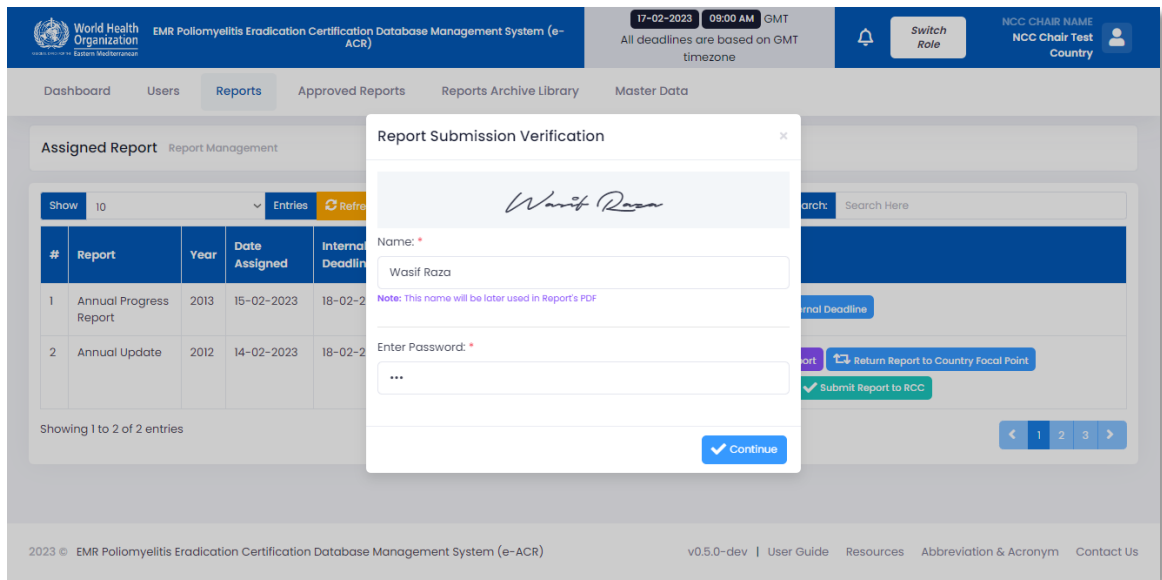 World Health
Organization
Eastern Mediterranean
EMR Poliomyelitis Eradication Certification Database Management System (e-
ACR)
17-02-2023 09:00 AM GMT
All deadlines are based on GMT
timezone
Switch
Role
NCC CHAIR NAME
NCC Chair Test
Country
Dashboard Users Reports Approved Reports Reports Archive Library Master Data
Assigned Report Report Management
Report Submission Verification
×
Wasif Raza
Name: *
Wasif Raza
Note: This name will be later used in Report's PDF
Enter Password: *
•••
Continue
Show 10 Entries Refre
arch: Search Here
# Report Year Date
Assigned Internal
Deadlin
1 Annual Progress
Report 2013 15-02-2023 18-02-2
rnal Deadline
2 Annual Update 2012 14-02-2023 18-02-2
ort Return Report to Country Focal Point
Submit Report to RCC
Showing 1 to 2 of 2 entries
1 2 3
2023 © EMR Poliomyelitis Eradication Certification Database Management System (e-ACR)
v0.5.0-dev | User Guide Resources Abbreviation & Acronym Contact Us